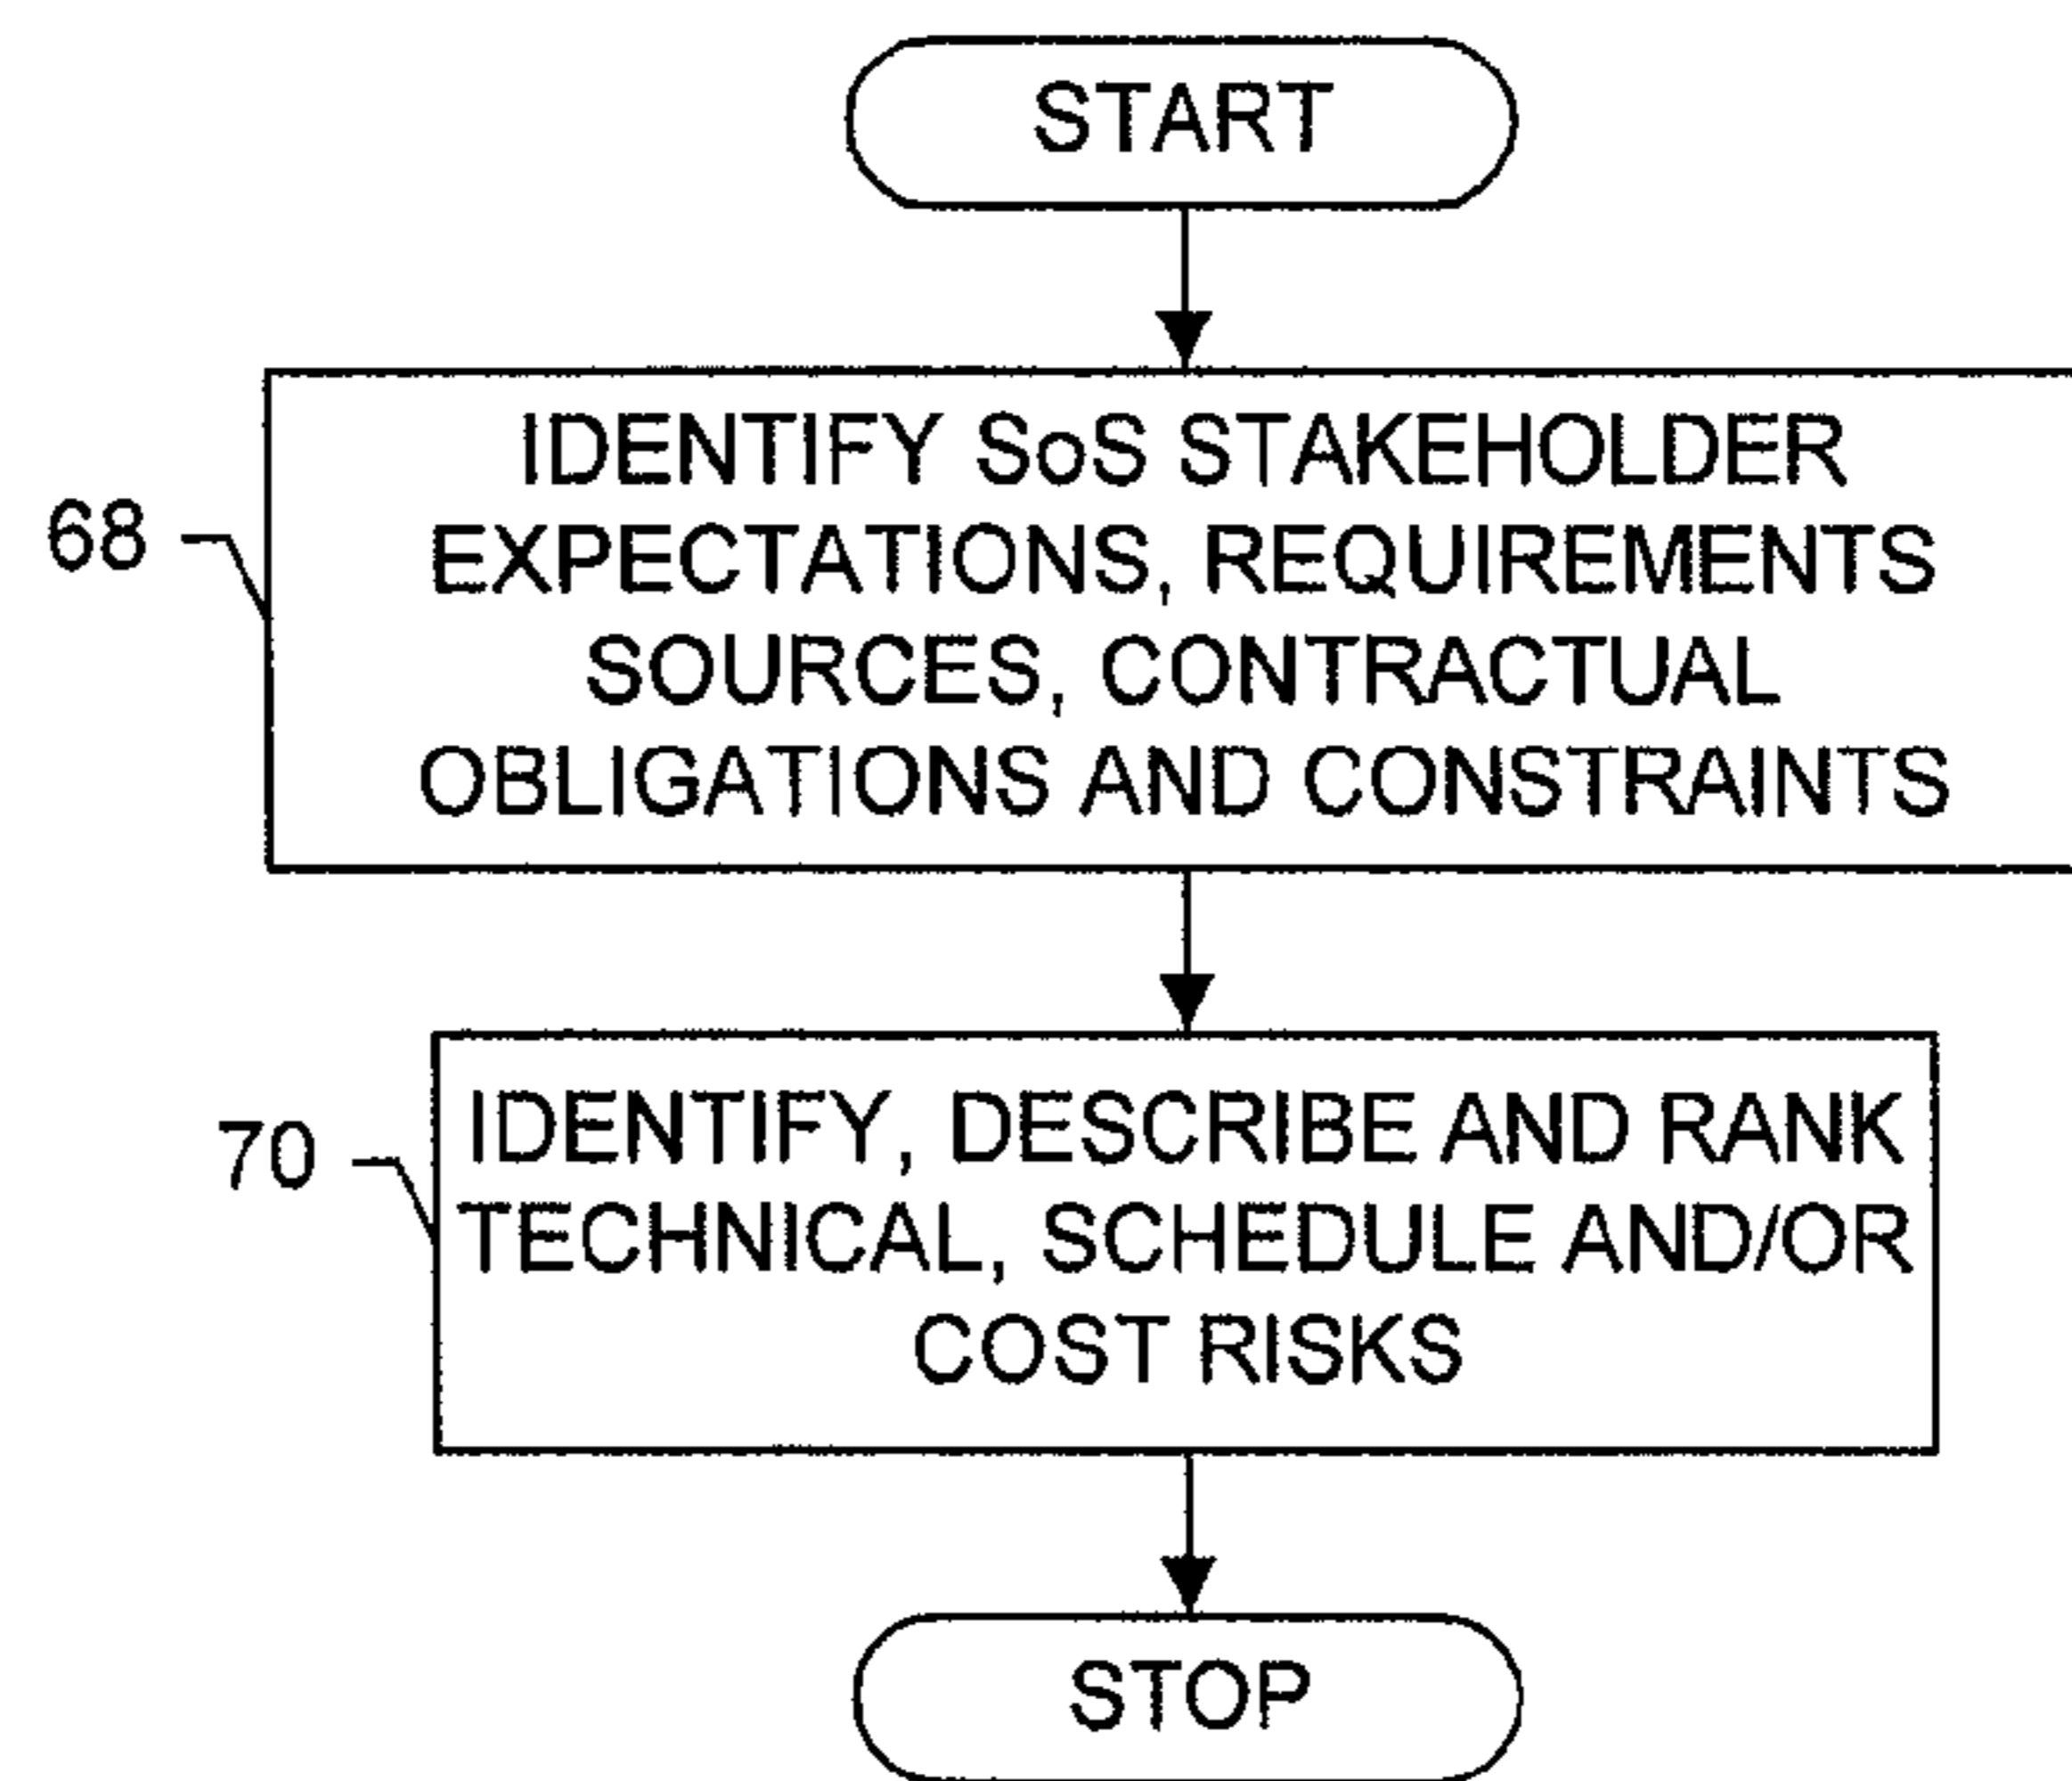 START
68
IDENTIFY SoS STAKEHOLDER
EXPECTATIONS, REQUIREMENTS
SOURCES, CONTRACTUAL
OBLIGATIONS AND CONSTRAINTS
70
IDENTIFY, DESCRIBE AND RANK
TECHNICAL, SCHEDULE AND/OR
COST RISKS
STOP